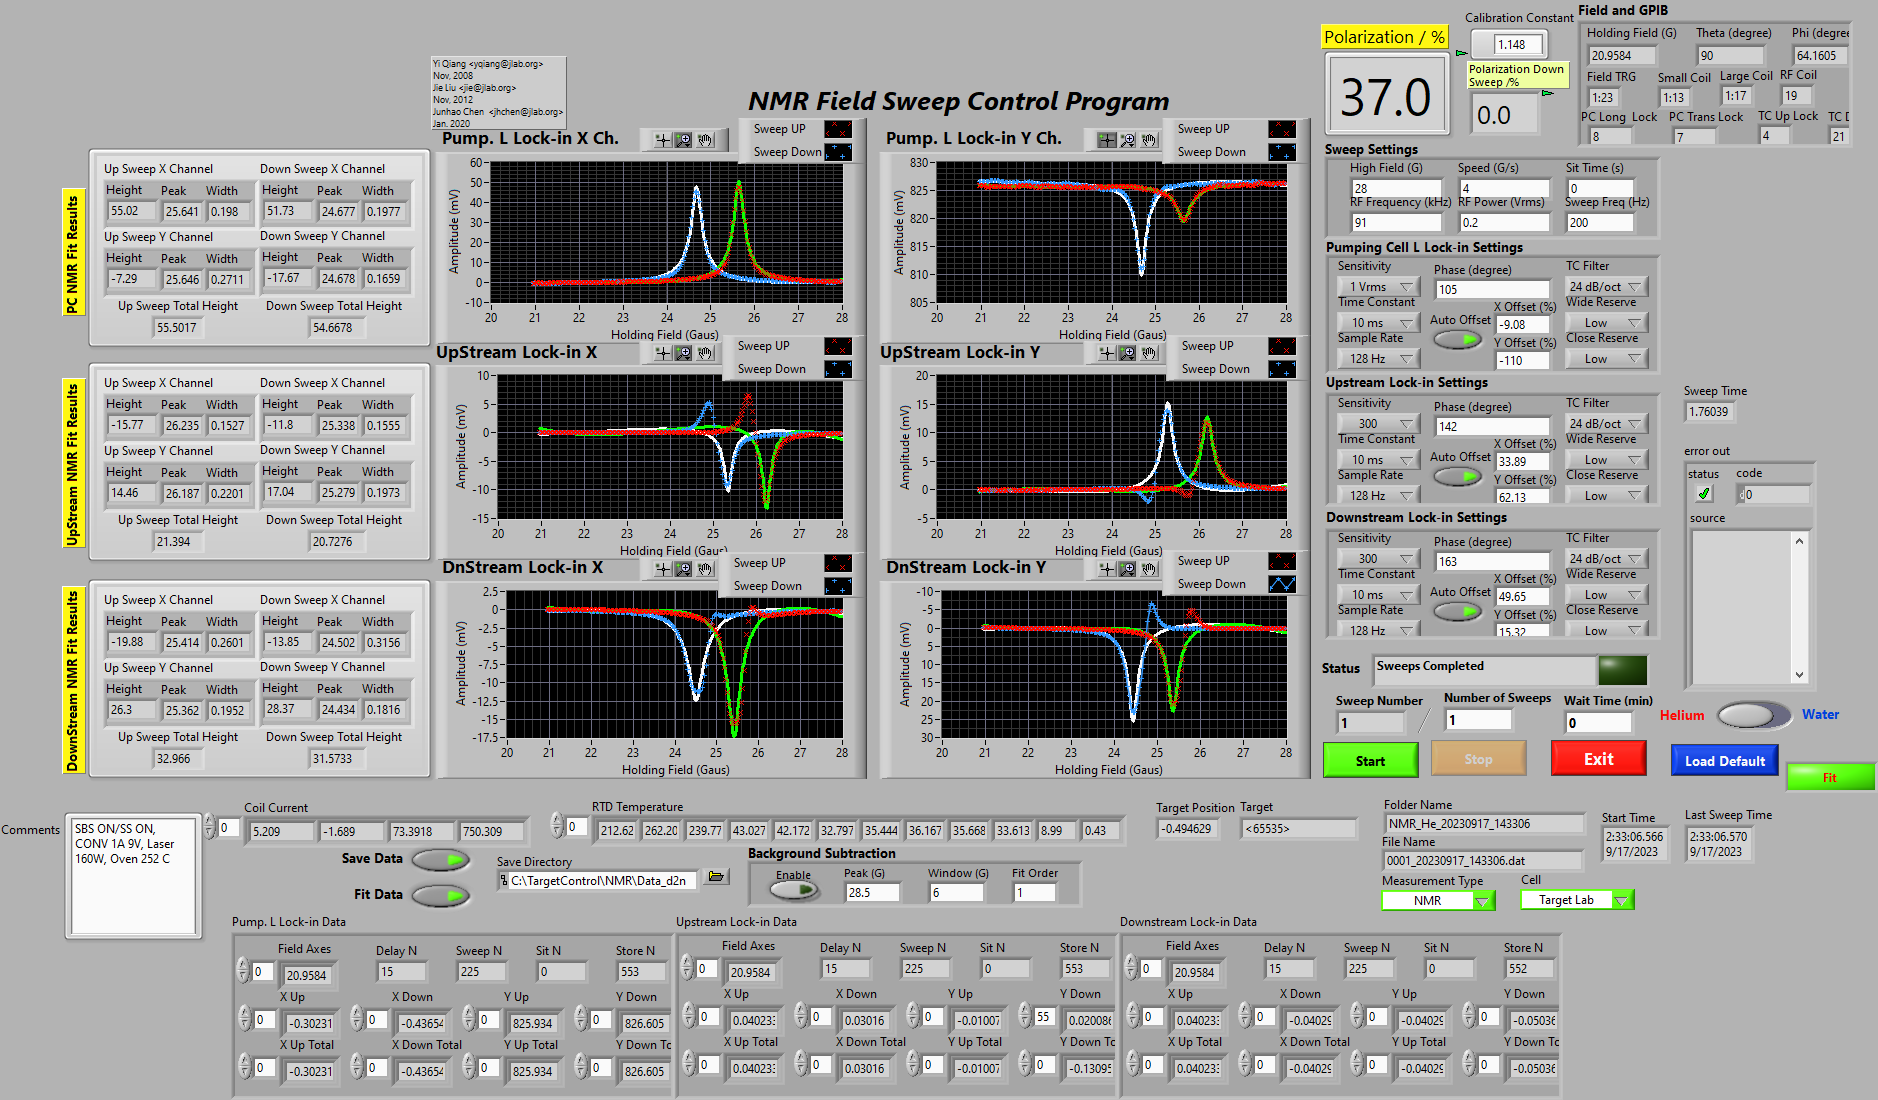 Yi Qiang <yqiang@jlab.org>
Nov, 2008
Jie Liu <jie@jlab.org>
Nov, 2012
Junhao Chen <jhchen@jlab.org>
Jan. 2020
NMR Field Sweep Control Program
Polarization / %
37.0
Calibration Constant
1.148
Polarization Down
Sweep /%
0.0
Field and GPIB
Holding Field (G) Theta (degree) Phi (degree
20.9584 90 64.1605
Field TRG Small Coil Large Coil RF Coil
1:23 1:13 1:17 19
PC Long Lock PC Trans Lock TC Up Lock TC D
8 7 4 21
PC NMR Fit Results
Up Sweep X Channel Down Sweep X Channel
Height Peak Width Height Peak Width
55.02 25.641 0.198 51.73 24.677 0.1977
Up Sweep Y Channel Down Sweep Y Channel
Height Peak Width Height Peak Width
-7.29 25.646 0.2711 -17.67 24.678 0.1659
Up Sweep Total Height Down Sweep Total Height
55.5017 54.6678
UpStream NMR Fit Results
Up Sweep X Channel Down Sweep X Channel
Height Peak Width Height Peak Width
-15.77 26.235 0.1527 -11.8 25.338 0.1555
Up Sweep Y Channel Down Sweep Y Channel
Height Peak Width Height Peak Width
14.46 26.187 0.2201 17.04 25.279 0.1973
Up Sweep Total Height Down Sweep Total Height
21.394 20.7276
DownStream NMR Fit Results
Up Sweep X Channel Down Sweep X Channel
Height Peak Width Height Peak Width
-19.88 25.414 0.2601 -13.85 24.502 0.3156
Up Sweep Y Channel Down Sweep Y Channel
Height Peak Width Height Peak Width
26.3 25.362 0.1952 28.37 24.434 0.1816
Up Sweep Total Height Down Sweep Total Height
32.966 31.5733
Pump. L Lock-in X Ch.
Sweep UP
Sweep Down
Amplitude (mV)
60
50
40
30
20
10
0
-10
20 21 22 23 24 25 26 27 28
Holding Field (Gaus)
Pump. L Lock-in Y Ch.
Sweep UP
Sweep Down
Amplitude (mV)
830
825
820
815
810
805
20 21 22 23 24 25 26 27 28
Holding Field (Gaus)
UpStream Lock-in X
Sweep UP
Sweep Down
Amplitude (mV)
10
5
0
-5
-10
-15
20 21 22 23 24 25 26 27 28
Holding Field (Gaus)
UpStream Lock-in Y
Sweep UP
Sweep Down
Amplitude (mV)
20
15
10
5
0
-5
20 21 22 23 24 25 26 27 28
Holding Field (Gaus)
DnStream Lock-in X
Sweep UP
Sweep Down
Amplitude (mV)
2.5
0
-2.5
-5
-7.5
-10
-12.5
-15
-17.5
20 21 22 23 24 25 26 27 28
Holding Field (Gaus)
DnStream Lock-in Y
Sweep UP
Sweep Down
Amplitude (mV)
-10
-5
0
5
10
15
20
25
30
20 21 22 23 24 25 26 27 28
Holding Field (Gaus)
Sweep Settings
High Field (G) Speed (G/s) Sit Time (s)
28 4 0
RF Frequency (kHz) RF Power (Vrms) Sweep Freq (Hz)
91 0.2 200
Pumping Cell L Lock-in Settings
Sensitivity Phase (degree) TC Filter
1 Vrms 105 24 dB/oct
Time Constant X Offset (%) Wide Reserve
10 ms Auto Offset -9.08 Low
Sample Rate Y Offset (%) Close Reserve
128 Hz -110 Low
Upstream Lock-in Settings
Sensitivity Phase (degree) TC Filter
300 142 24 dB/oct
Time Constant X Offset (%) Wide Reserve
10 ms Auto Offset 33.89 Low
Sample Rate Y Offset (%) Close Reserve
128 Hz 62.13 Low
Downstream Lock-in Settings
Sensitivity Phase (degree) TC Filter
300 163 24 dB/oct
Time Constant X Offset (%) Wide Reserve
10 ms Auto Offset 49.65 Low
Sample Rate Y Offset (%) Close Reserve
128 Hz 15.32 Low
Sweep Time
1.76039
error out
status code
0
source
Status Sweeps Completed
Sweep Number Number of Sweeps Wait Time (min)
1 / 1 0
Helium Water
Start Stop Exit Load Default Fit
Comments
SBS ON/SS ON,
CONV 1A 9V, Laser
160W, Oven 252 C
Coil Current
0 5.209 -1.689 73.3918 750.309
RTD Temperature
0 212.62 262.20 239.77 43.027 42.172 32.797 35.444 36.167 35.668 33.613 8.99 0.43
Target Position Target
-0.494629 <65535>
Folder Name
NMR_He_20230917_143306
File Name
0001_20230917_143306.dat
Measurement Type Cell
NMR Target Lab
Start Time Last Sweep Time
2:33:06.566 2:33:06.570
9/17/2023 9/17/2023
Save Data
Fit Data
Save Directory
C:\TargetControl\NMR\Data_d2n
Background Subtraction
Enable Peak (G) Window (G) Fit Order
28.5 6 1
Pump. L Lock-in Data
Field Axes Delay N Sweep N Sit N Store N
0 20.9584 15 225 0 553
X Up X Down Y Up Y Down
0 -0.30231 0 -0.43654 0 825.934 0 826.605
X Up Total X Down Total Y Up Total Y Down Tc
0 -0.30231 0 -0.43654 0 825.934 0 826.605
Upstream Lock-in Data
Field Axes Delay N Sweep N Sit N Store N
0 20.9584 15 225 0 553
X Up X Down Y Up Y Down
0 0.04023 0 0.03016 0 -0.01007 55 0.020086
X Up Total X Down Total Y Up Total Y Down Tc
0 0.04023 0 0.03016 0 -0.01007 0 -0.13095
Downstream Lock-in Data
Field Axes Delay N Sweep N Sit N Store N
0 20.9584 15 225 0 552
X Up X Down Y Up Y Down
0 0.04023 0 -0.04029 0 -0.04029 0 -0.05036
X Up Total X Down Total Y Up Total Y Down Tc
0 0.04023 0 -0.04029 0 -0.04029 0 -0.05036